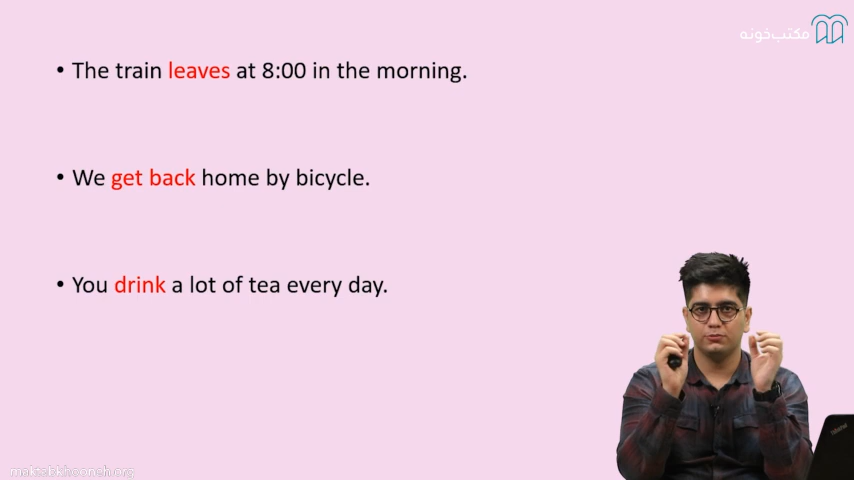 مکتب‌خونه
• The train leaves at 8:00 in the morning.
• We get back home by bicycle.
• You drink a lot of tea every day.
ThinkPad
maktabkhooneh.org